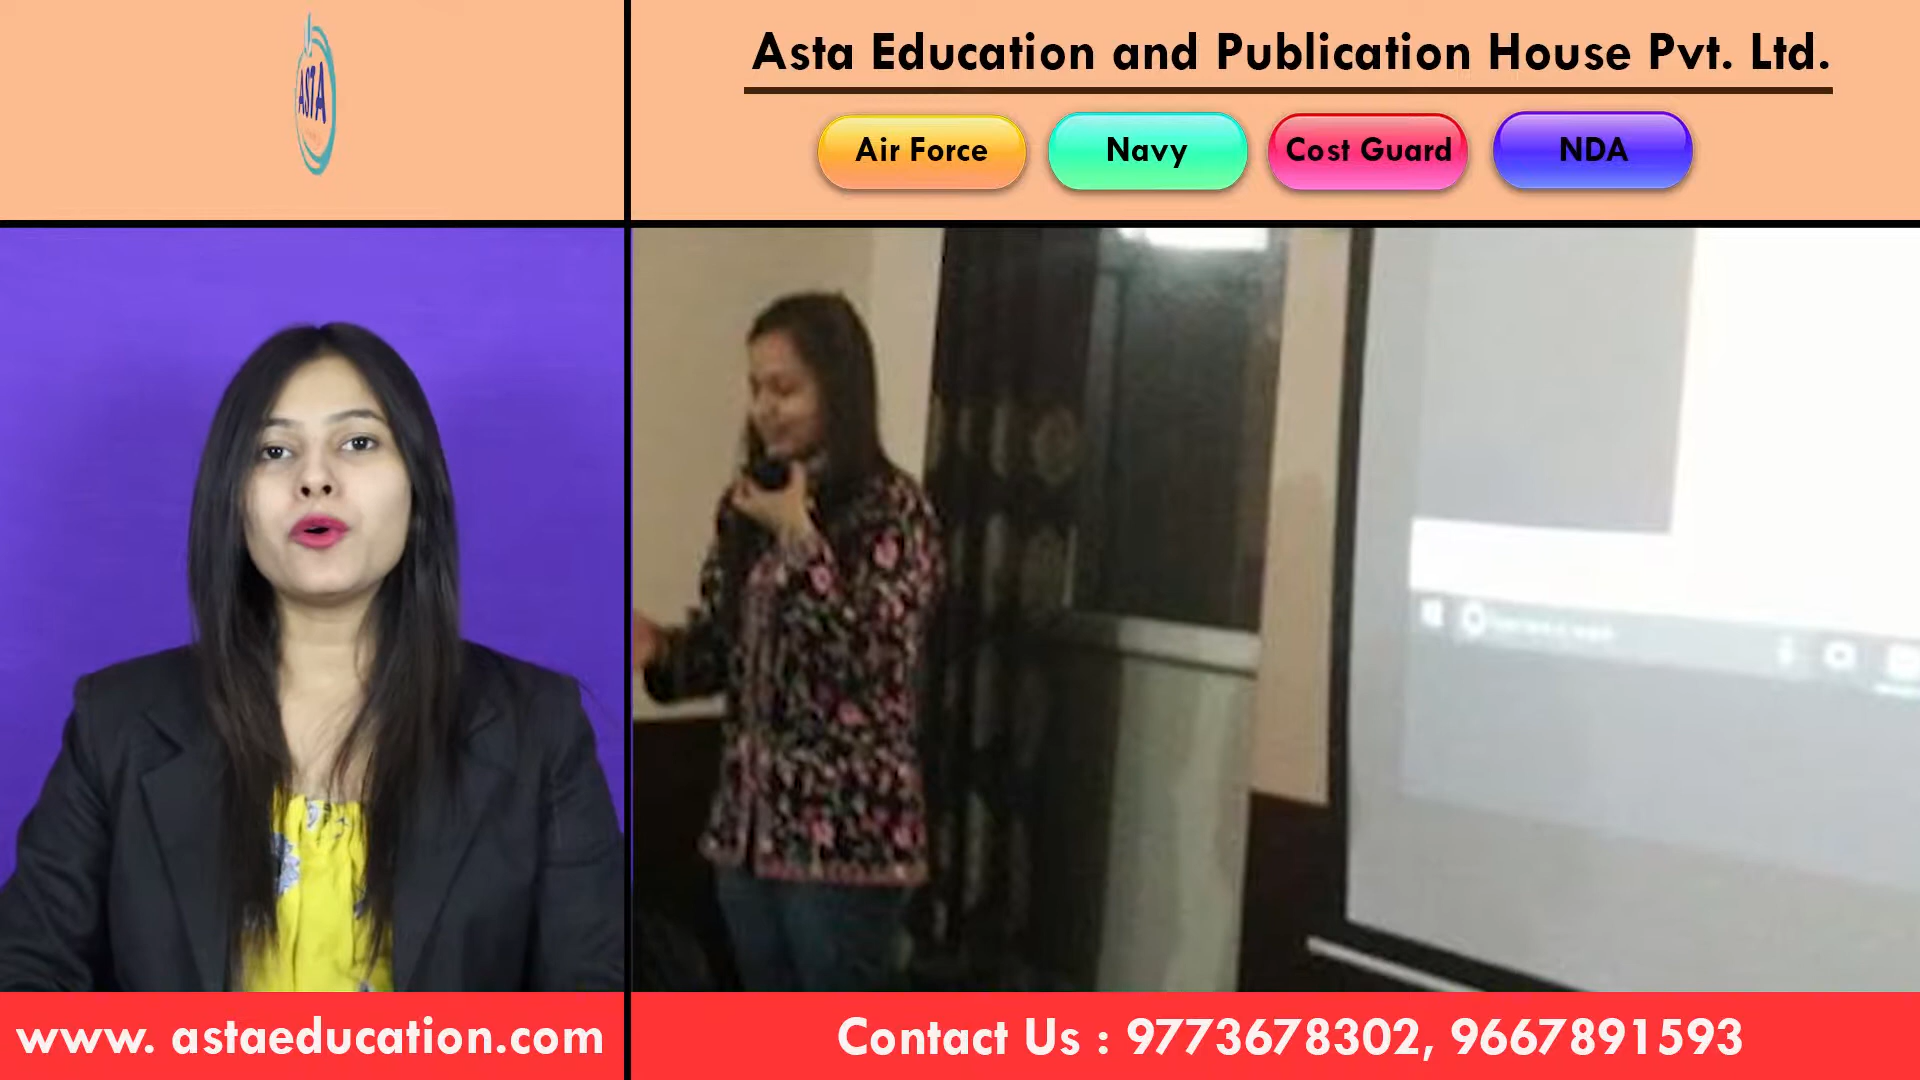 ASTA
Asta Education and Publication House Pvt. Ltd.
Air Force
Navy
Cost Guard
NDA
www. astaeducation.com
Contact Us : 9773678302, 9667891593